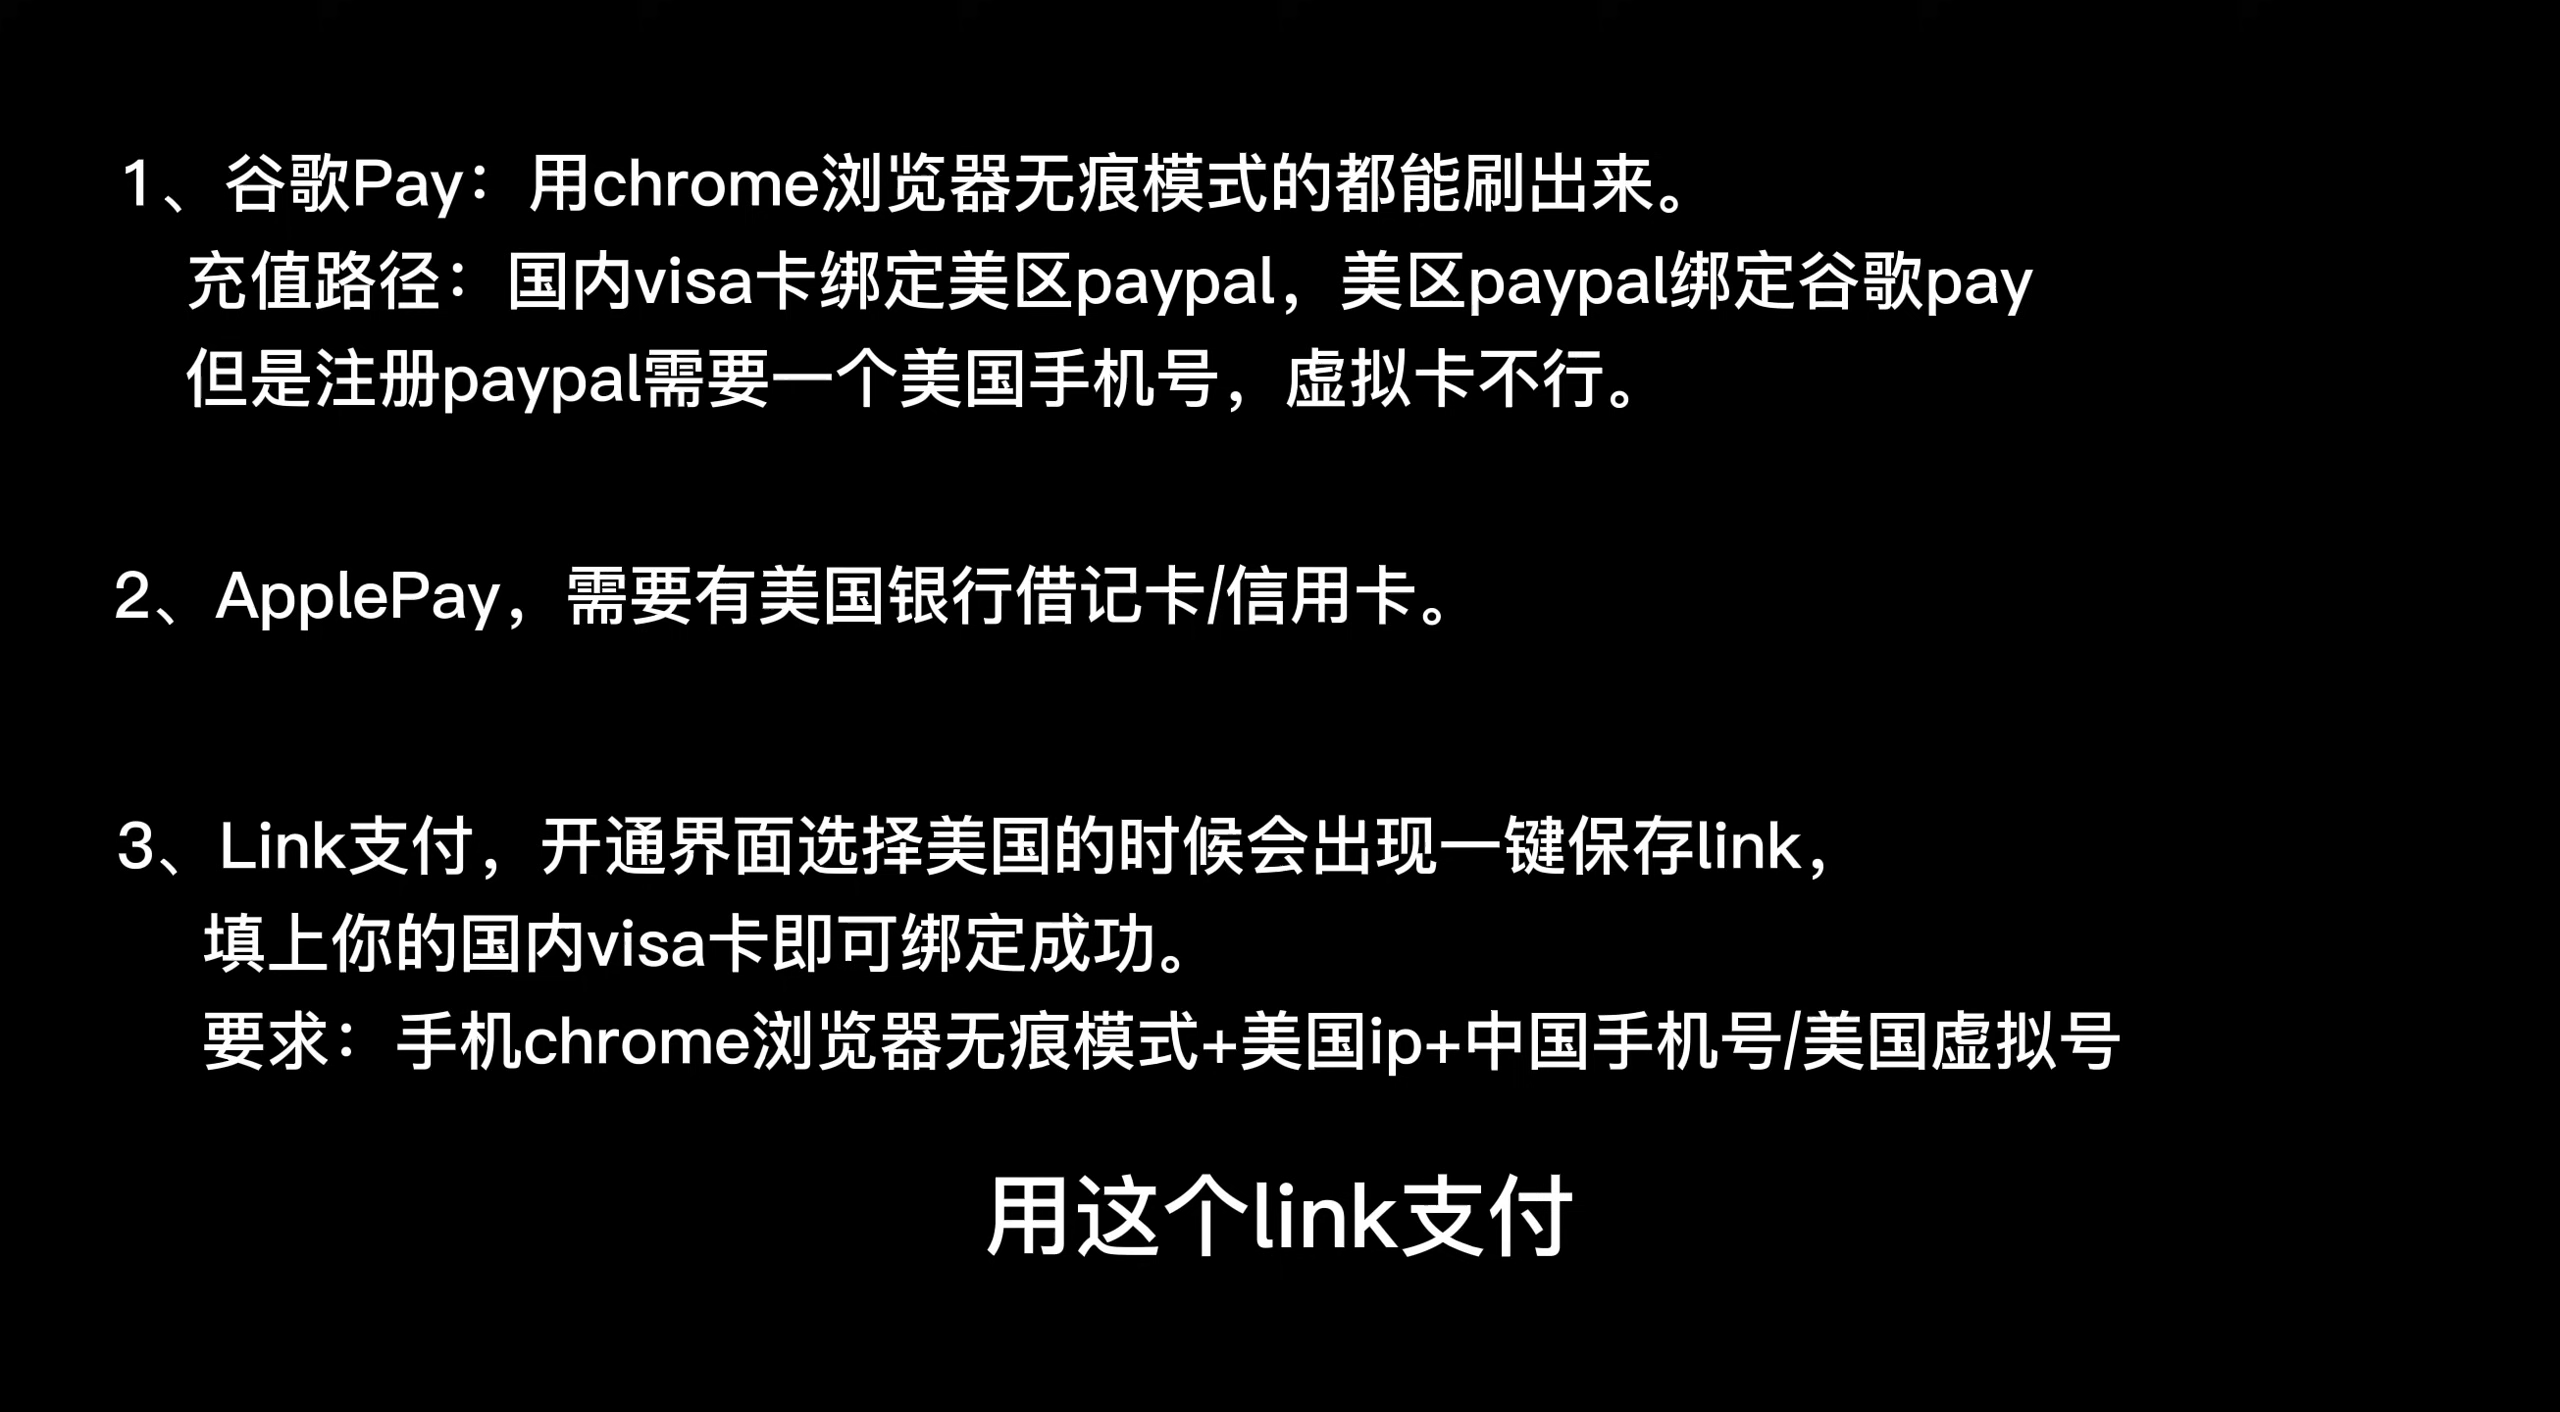 1、谷歌Pay：用chrome浏览器无痕模式的都能刷出来。
充值路径：国内visa卡绑定美区paypal，美区paypal绑定谷歌pay
但是注册paypal需要一个美国手机号，虚拟卡不行。
2、ApplePay，需要有美国银行借记卡/信用卡。
3、Link支付，开通界面选择美国的时候会出现一键保存link，
填上你的国内visa卡即可绑定成功。
要求：手机chrome浏览器无痕模式+美国ip+中国手机号/美国虚拟号
用这个link支付